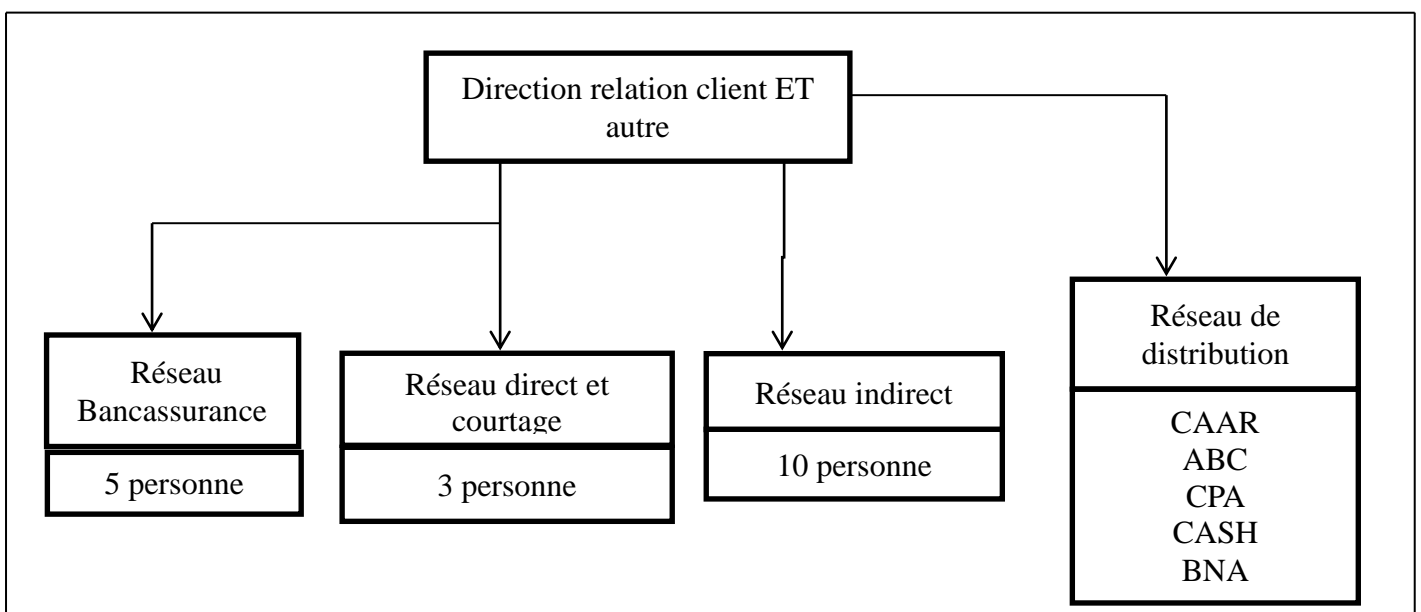 Direction relation client ET
autre
Réseau
Bancassurance
5 personne
Réseau direct et
courtage
3 personne
Réseau indirect
10 personne
Réseau de
distribution
CAAR
ABC
CPA
CASH
BNA